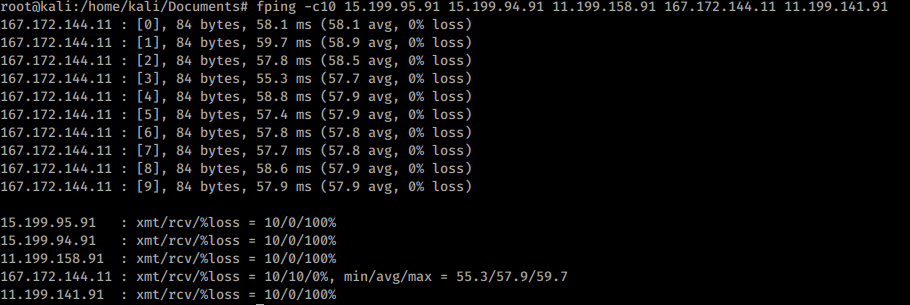 root@kali:/home/kali/Documents# fping -c10 15.199.95.91 15.199.94.91 11.199.158.91 167.172.144.11 11.199.141.91
167.172.144.11 : [0], 84 bytes, 58.1 ms (58.1 avg, 0% loss)
167.172.144.11 : [1], 84 bytes, 59.7 ms (58.9 avg, 0% loss)
167.172.144.11 : [2], 84 bytes, 57.8 ms (58.5 avg, 0% loss)
167.172.144.11 : [3], 84 bytes, 55.3 ms (57.7 avg, 0% loss)
167.172.144.11 : [4], 84 bytes, 58.8 ms (57.9 avg, 0% loss)
167.172.144.11 : [5], 84 bytes, 57.4 ms (57.9 avg, 0% loss)
167.172.144.11 : [6], 84 bytes, 57.8 ms (57.8 avg, 0% loss)
167.172.144.11 : [7], 84 bytes, 57.7 ms (57.8 avg, 0% loss)
167.172.144.11 : [8], 84 bytes, 58.6 ms (57.9 avg, 0% loss)
167.172.144.11 : [9], 84 bytes, 57.9 ms (57.9 avg, 0% loss)
15.199.95.91 : xmt/rcv/%loss = 10/0/100%
15.199.94.91 : xmt/rcv/%loss = 10/0/100%
11.199.158.91 : xmt/rcv/%loss = 10/0/100%
167.172.144.11 : xmt/rcv/%loss = 10/10/0%, min/avg/max = 55.3/57.9/59.7
11.199.141.91 : xmt/rcv/%loss = 10/0/100%